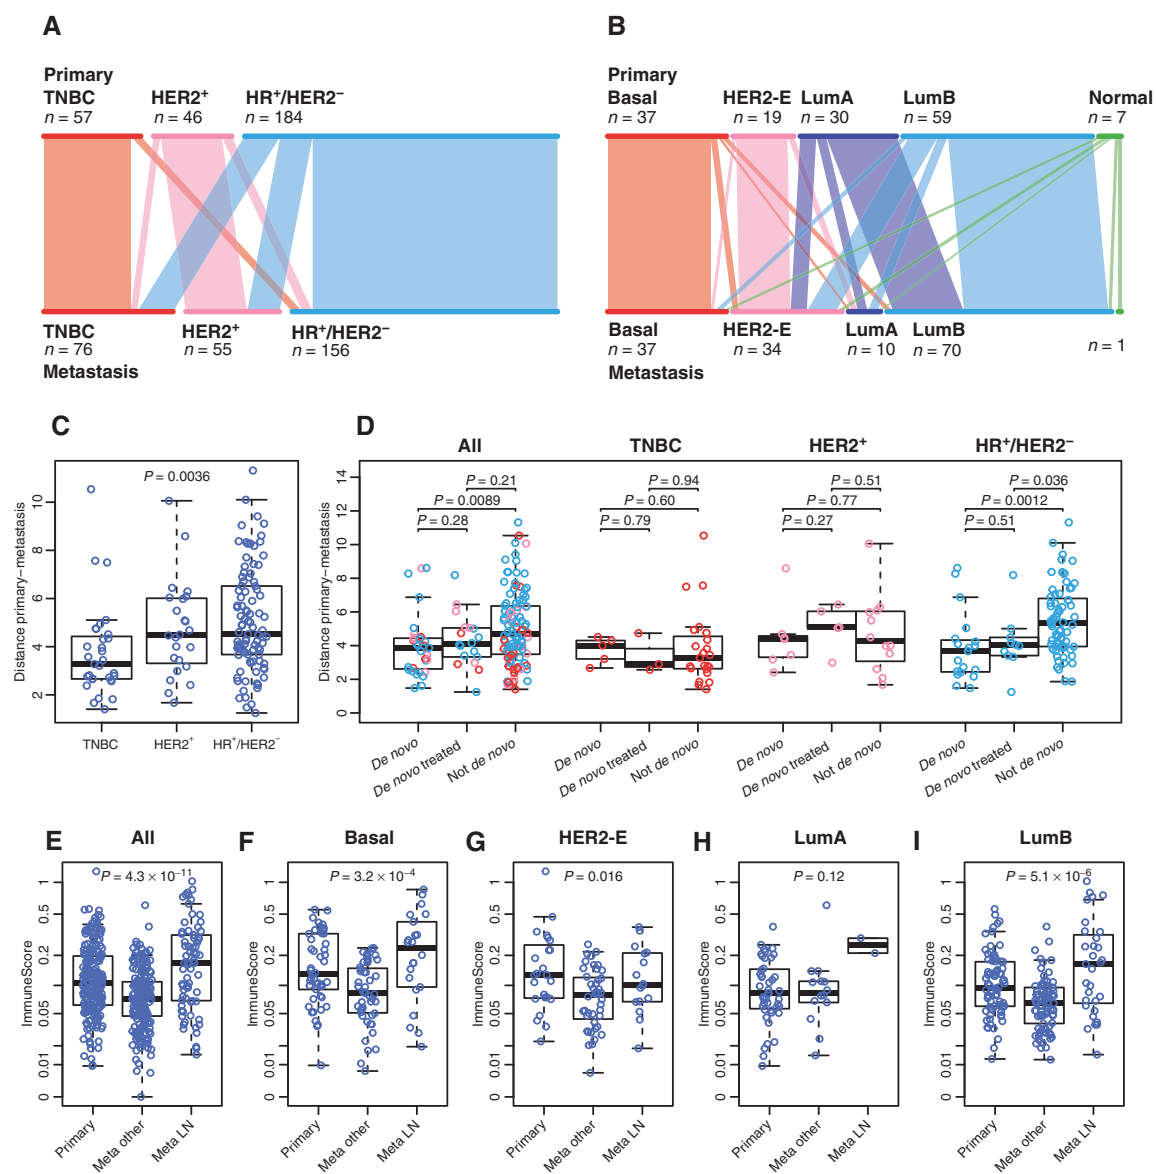 A
Primary
TNBC HER2+ HR+/HER2−
n = 57 n = 46 n = 184
TNBC HER2+ HR+/HER2−
n = 76 n = 55 n = 156
Metastasis
B
Primary
Basal HER2-E LumA LumB Normal
n = 37 n = 19 n = 30 n = 59 n = 7
Basal HER2-E LumA LumB
n = 37 n = 34 n = 10 n = 70 n = 1
Metastasis
C
P = 0.0036
Distance primary–metastasis
10
8
6
4
2
TNBC HER2+ HR+/HER2−
D
All TNBC HER2+ HR+/HER2−
Distance primary–metastasis
14
12
10
8
6
4
2
0
P = 0.21 P = 0.94 P = 0.51 P = 0.036
P = 0.0089 P = 0.60 P = 0.77 P = 0.0012
P = 0.28 P = 0.79 P = 0.27 P = 0.51
De novo De novo treated Not de novo De novo De novo treated Not de novo De novo De novo treated Not de novo De novo De novo treated Not de novo
E All
P = 4.3 × 10−11
ImmuneScore
1
0.5
0.2
0.05
0.01
0
Primary Meta other Meta LN
F Basal
P = 3.2 × 10−4
ImmuneScore
1
0.5
0.2
0.05
0.01
0
Primary Meta other Meta LN
G HER2-E
P = 0.016
ImmuneScore
1
0.5
0.2
0.05
0.01
0
Primary Meta other Meta LN
H LumA
P = 0.12
ImmuneScore
1
0.5
0.2
0.05
0.01
0
Primary Meta other Meta LN
I LumB
P = 5.1 × 10−6
ImmuneScore
1
0.5
0.2
0.05
0.01
0
Primary Meta other Meta LN